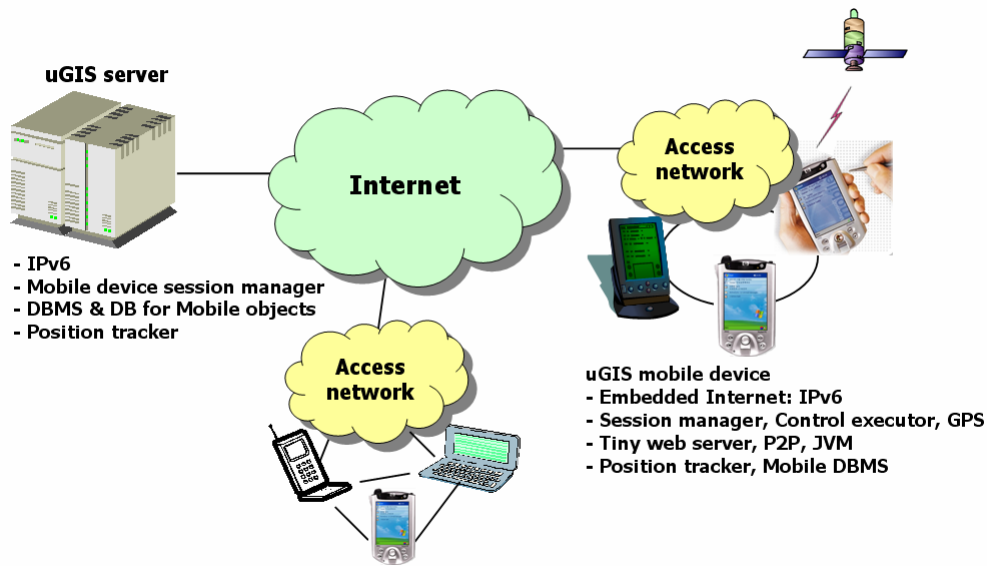 uGIS server
Internet
Access
network
- IPv6
- Mobile device session manager
- DBMS & DB for Mobile objects
- Position tracker
Access
network
uGIS mobile device
- Embedded Internet: IPv6
- Session manager, Control executor, GPS
- Tiny web server, P2P, JVM
- Position tracker, Mobile DBMS